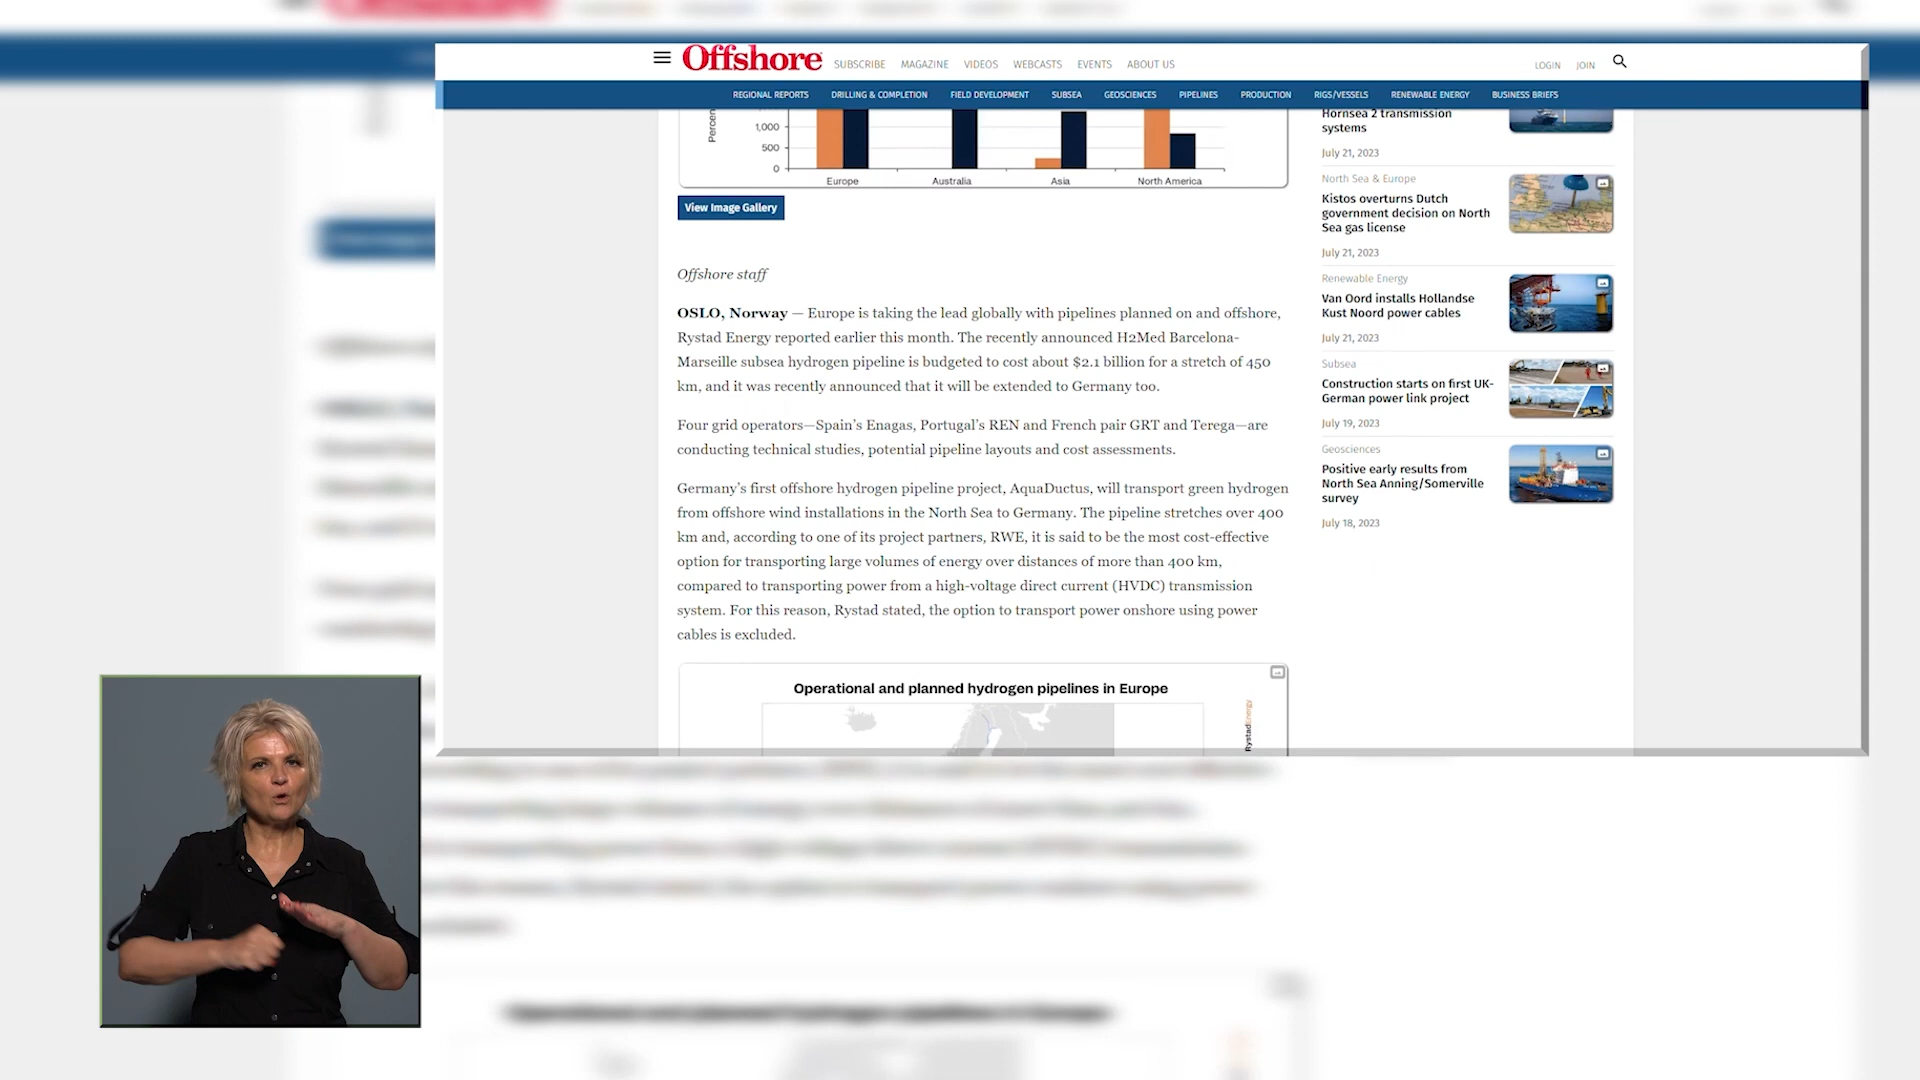 Offshore
SUBSCRIBE MAGAZINE VIDEOS WEBCASTS EVENTS ABOUT US
LOGIN JOIN
REGIONAL REPORTS DRILLING & COMPLETION FIELD DEVELOPMENT SUBSEA GEOSCIENCES PIPELINES PRODUCTION RIGS/VESSELS RENEWABLE ENERGY BUSINESS BRIEFS
1,000
500
0
Europe Australia Asia North America
View Image Gallery
Offshore staff
OSLO, Norway — Europe is taking the lead globally with pipelines planned on and offshore,
Rystad Energy reported earlier this month. The recently announced H2Med Barcelona-
Marseille subsea hydrogen pipeline is budgeted to cost about $2.1 billion for a stretch of 450
km, and it was recently announced that it will be extended to Germany too.
Four grid operators—Spain's Enagas, Portugal's REN and French pair GRT and Terega—are
conducting technical studies, potential pipeline layouts and cost assessments.
Germany's first offshore hydrogen pipeline project, AquaDuctus, will transport green hydrogen
from offshore wind installations in the North Sea to Germany. The pipeline stretches over 400
km and, according to one of its project partners, RWE, it is said to be the most cost-effective
option for transporting large volumes of energy over distances of more than 400 km,
compared to transporting power from a high-voltage direct current (HVDC) transmission
system. For this reason, Rystad stated, the option to transport power onshore using power
cables is excluded.
Operational and planned hydrogen pipelines in Europe
RystadEnergy
Hornsea 2 transmission
systems
July 21, 2023
North Sea & Europe
Kistos overturns Dutch
government decision on North
Sea gas license
July 21, 2023
Renewable Energy
Van Oord installs Hollandse
Kust Noord power cables
July 21, 2023
Subsea
Construction starts on first UK-
German power link project
July 19, 2023
Geosciences
Positive early results from
North Sea Anning/Somerville
survey
July 18, 2023